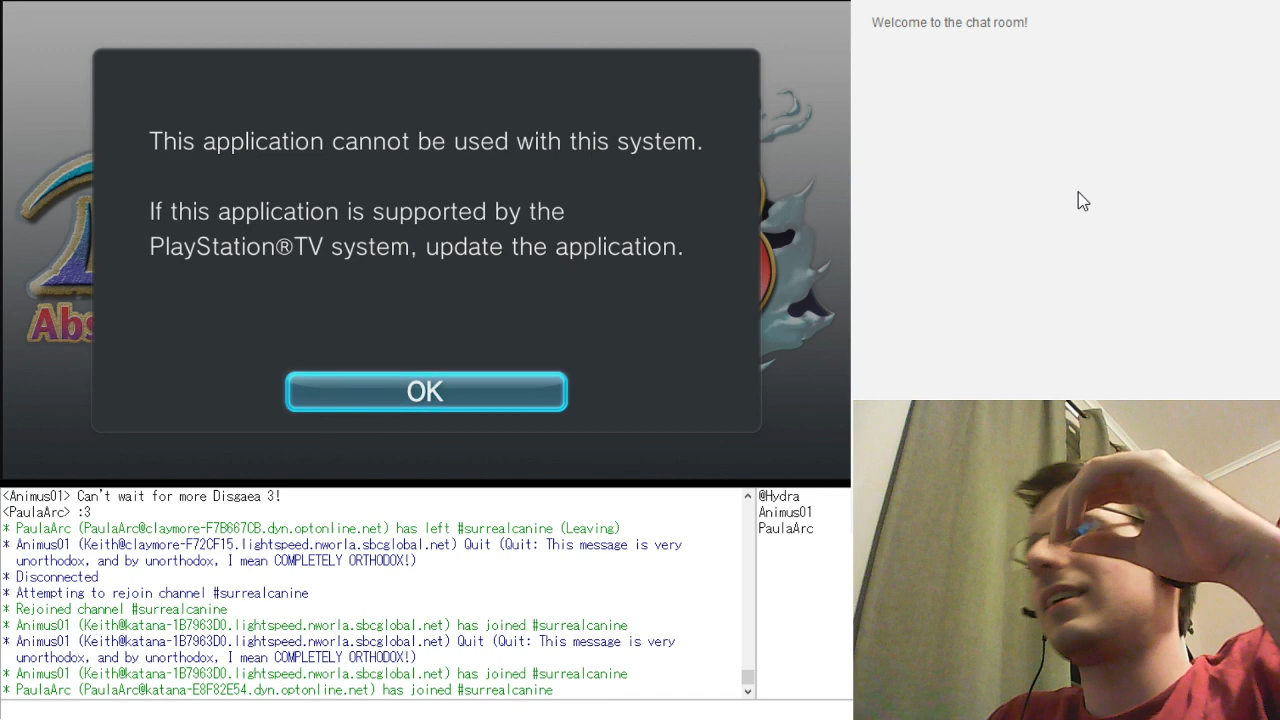 This application cannot be used with this system.
If this application is supported by the
PlayStation®TV system, update the application.
Abs
OK
Welcome to the chat room!
<Animus01> Can't wait for more Disgaea 3!
<PaulaArc> :3
* PaulaArc (PaulaArc@claymore-F7B667CB.dyn.optonline.net) has left #surrealcanine (Leaving)
* Animus01 (Keith@claymore-F72CF15.lightspeed.nworla.sbcglobal.net) Quit (Quit: This message is very
unorthodox, and by unorthodox, I mean COMPLETELY ORTHODOX!)
* Disconnected
* Attempting to rejoin channel #surrealcanine
* Rejoined channel #surrealcanine
* Animus01 (Keith@katana-1B7963D0.lightspeed.nworla.sbcglobal.net) has joined #surrealcanine
* Animus01 (Keith@katana-1B7963D0.lightspeed.nworla.sbcglobal.net) Quit (Quit: This message is very
unorthodox, and by unorthodox, I mean COMPLETELY ORTHODOX!)
* Animus01 (Keith@katana-1B7963D0.lightspeed.nworla.sbcglobal.net) has joined #surrealcanine
* PaulaArc (PaulaArc@katana-E8F82E54.dyn.optonline.net) has joined #surrealcanine
@Hydra
Animus01
PaulaArc